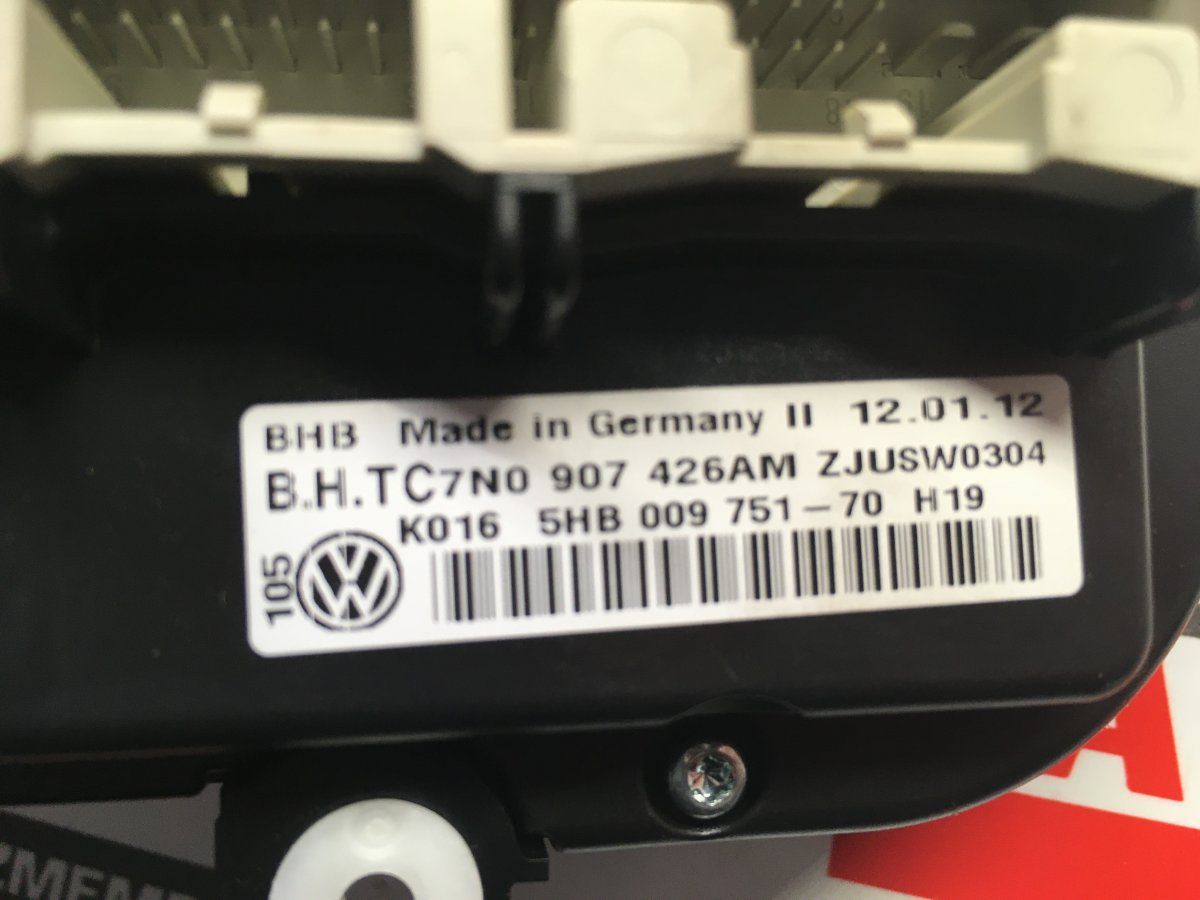 BHB Made in Germany II 12.01.12
B.H.TC7N0 907 426AM ZJUSW0304
K016 5HB 009 751-70 H19
105